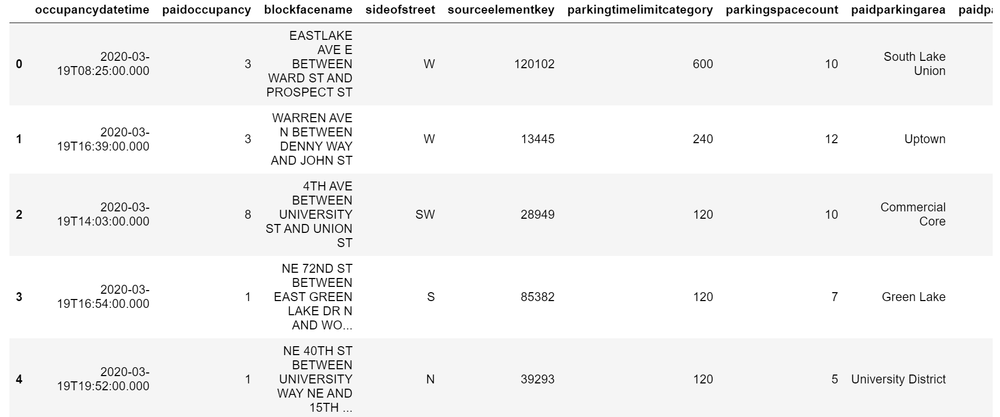 occupancydatetime paidoccupancy blockfacename sideofstreet sourceelementkey parkingtimelimitcategory parkingspacecount paidparkingarea paidpa
0 2020-03-
19T08:25:00.000 3 EASTLAKE
AVE E
BETWEEN
WARD ST AND
PROSPECT ST W 120102 600 10 South Lake
Union
1 2020-03-
19T16:39:00.000 3 WARREN AVE
N BETWEEN
DENNY WAY
AND JOHN ST W 13445 240 12 Uptown
2 2020-03-
19T14:03:00.000 8 4TH AVE
BETWEEN
UNIVERSITY
ST AND UNION
ST SW 28949 120 10 Commercial
Core
3 2020-03-
19T16:54:00.000 1 NE 72ND ST
BETWEEN
EAST GREEN
LAKE DR N
AND WO... S 85382 120 7 Green Lake
4 2020-03-
19T19:52:00.000 1 NE 40TH ST
BETWEEN
UNIVERSITY
WAY NE AND
15TH ... N 39293 120 5 University District